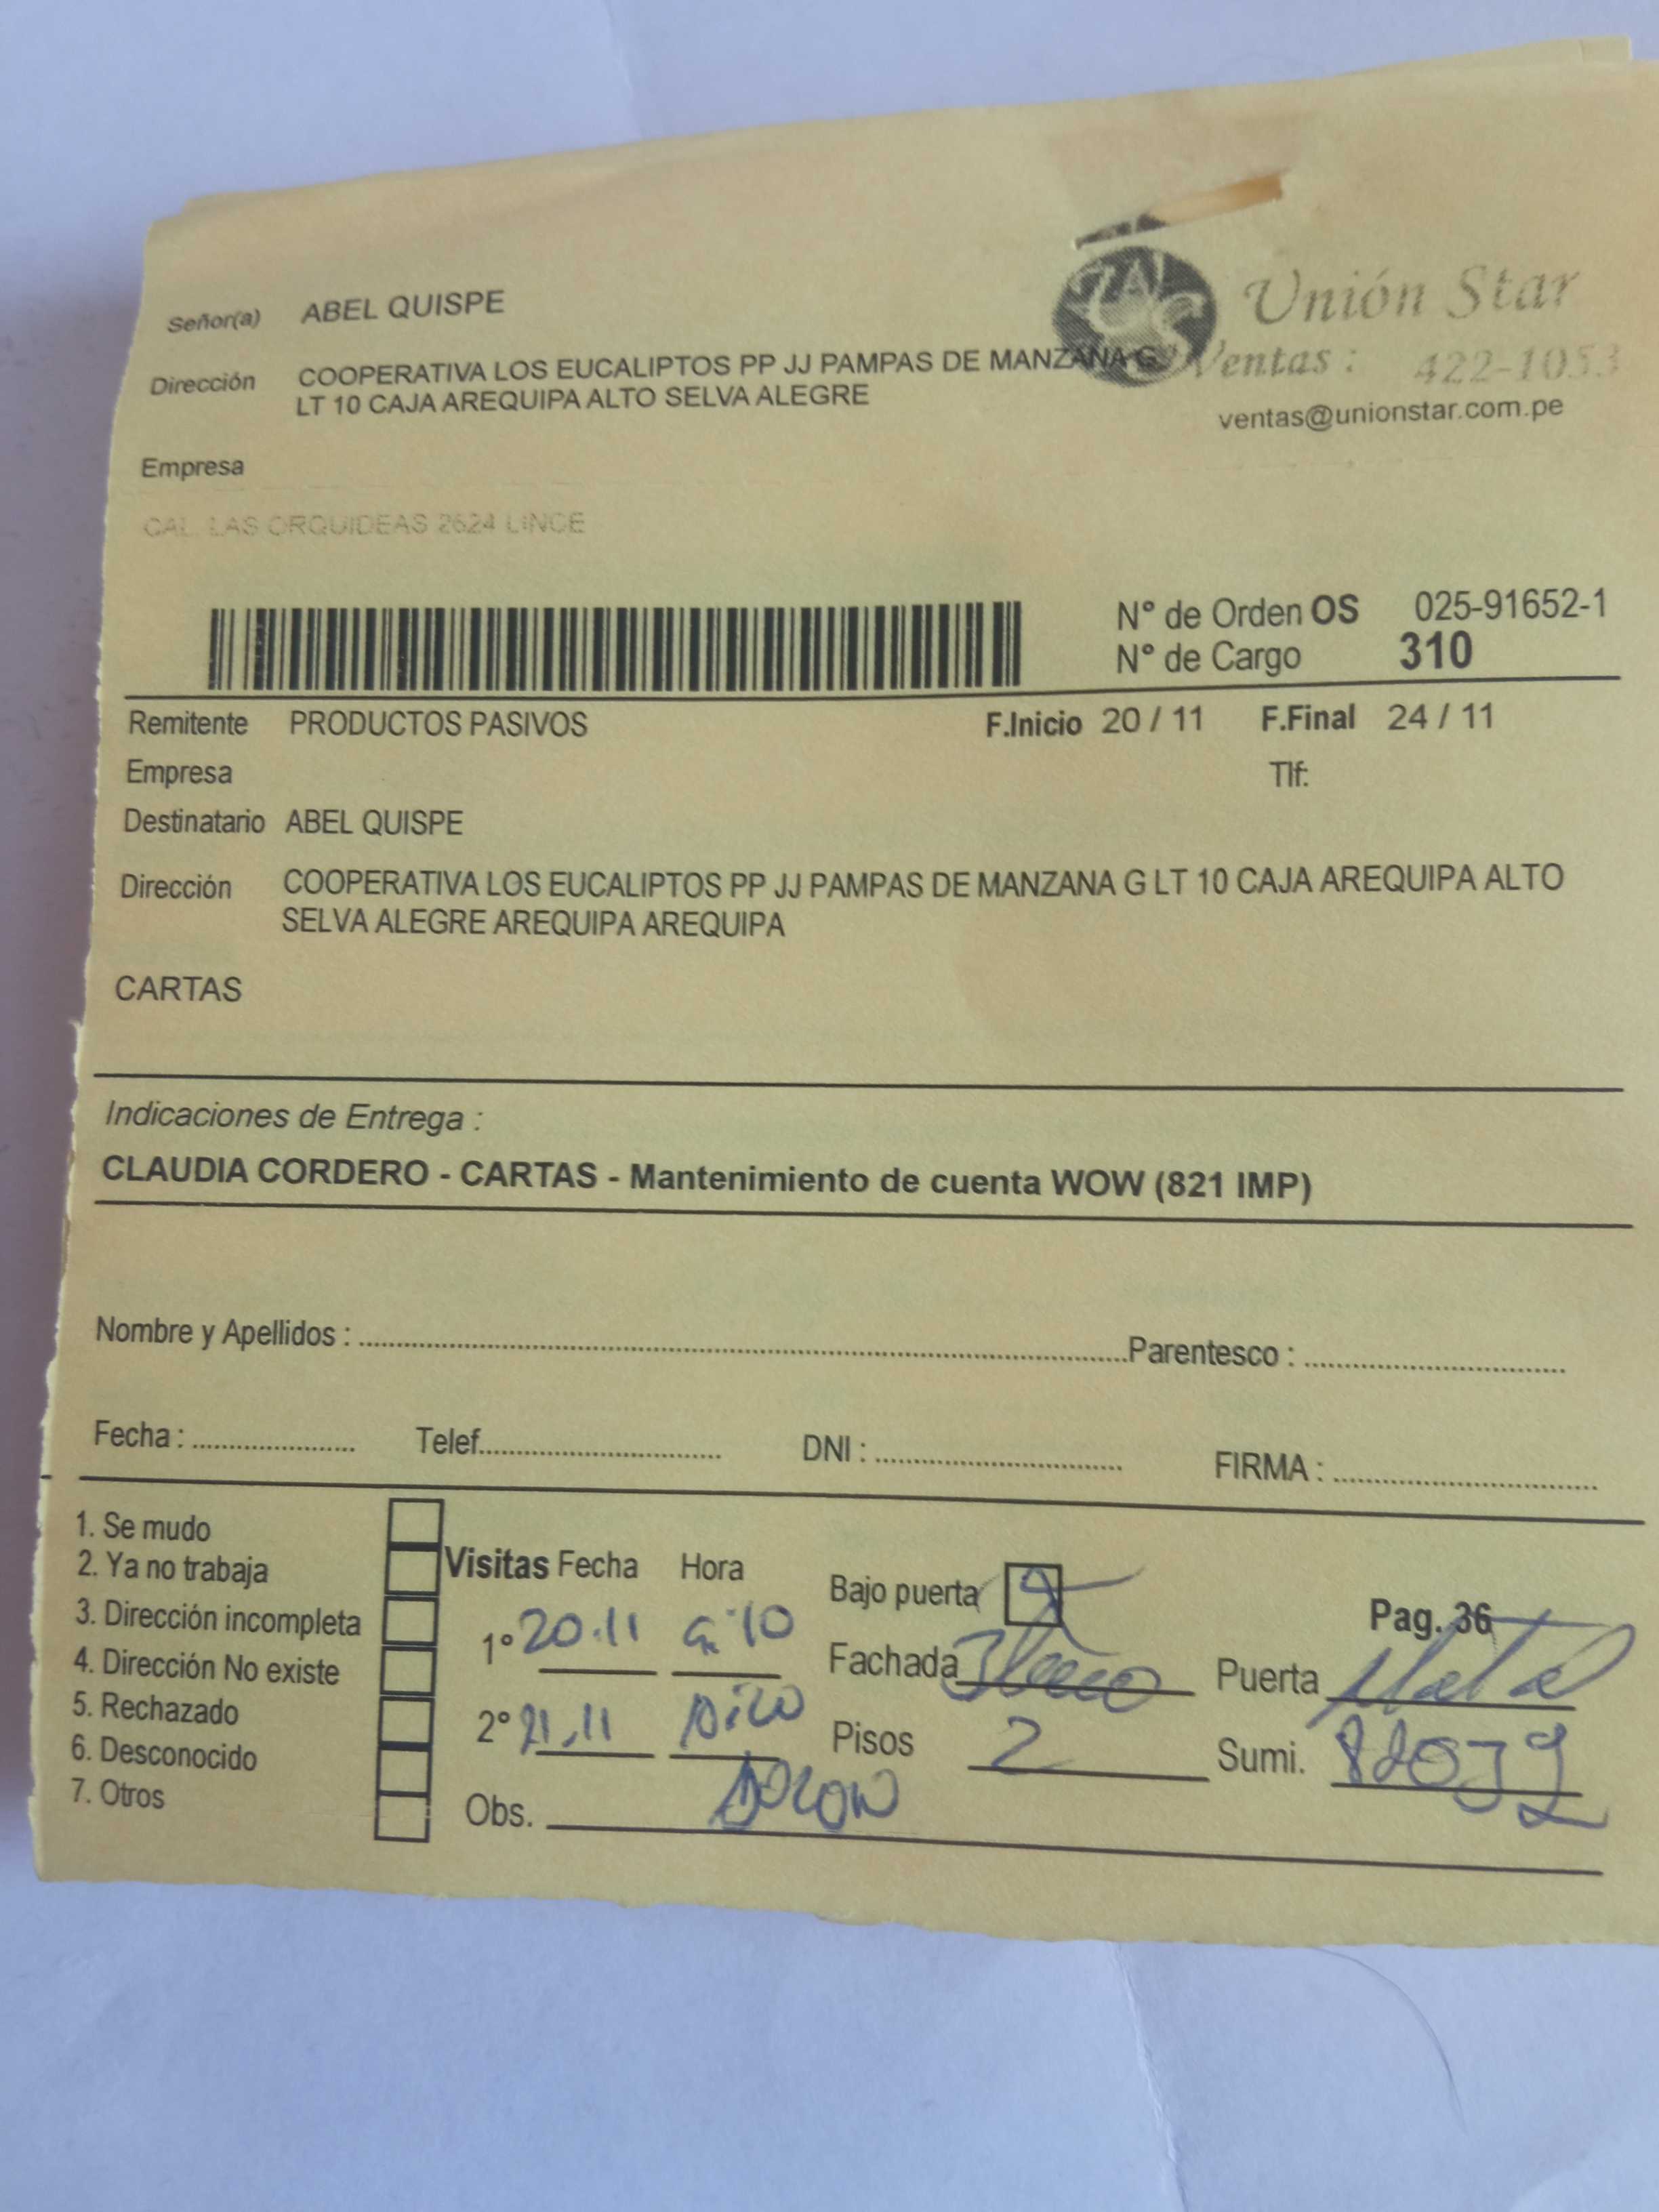 Señor(a) ABEL QUISPE
Unión Star
Dirección COOPERATIVA LOS EUCALIPTOS PP JJ PAMPAS DE MANZANA G
LT 10 CAJA AREQUIPA ALTO SELVA ALEGRE
Ventas : 422-1053
ventas@unionstar.com.pe
Empresa
CAL. LAS ORQUIDEAS 2624 LINCE
N° de Orden OS 025-91652-1
N° de Cargo 310
Remitente PRODUCTOS PASIVOS F.Inicio 20 / 11 F.Final 24 / 11
Empresa Tlf:
Destinatario ABEL QUISPE
Dirección COOPERATIVA LOS EUCALIPTOS PP JJ PAMPAS DE MANZANA G LT 10 CAJA AREQUIPA ALTO
SELVA ALEGRE AREQUIPA AREQUIPA
CARTAS
Indicaciones de Entrega :
CLAUDIA CORDERO - CARTAS - Mantenimiento de cuenta WOW (821 IMP)
Nombre y Apellidos : Parentesco :
Fecha : Telef. DNI : FIRMA :
1. Se mudo
2. Ya no trabaja
3. Dirección incompleta
4. Dirección No existe
5. Rechazado
6. Desconocido
7. Otros
Visitas Fecha Hora
1° 20.11
2° 21.11
Obs.
Bajo puerta
Fachada
Pisos 2
Pag. 36
Puerta
Sumi.